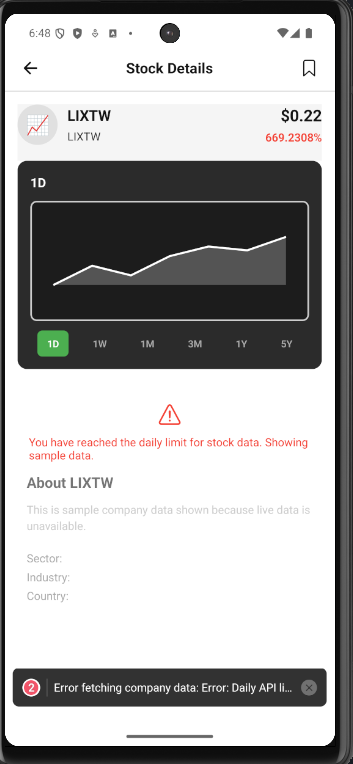 6:48
Stock Details
LIXTW
$0.22
LIXTW
669.2308%
1D
1D 1W 1M 3M 1Y 5Y
You have reached the daily limit for stock data. Showing
sample data.
About LIXTW
This is sample company data shown because live data is
unavailable.
Sector:
Industry:
Country:
2 Error fetching company data: Error: Daily API li...